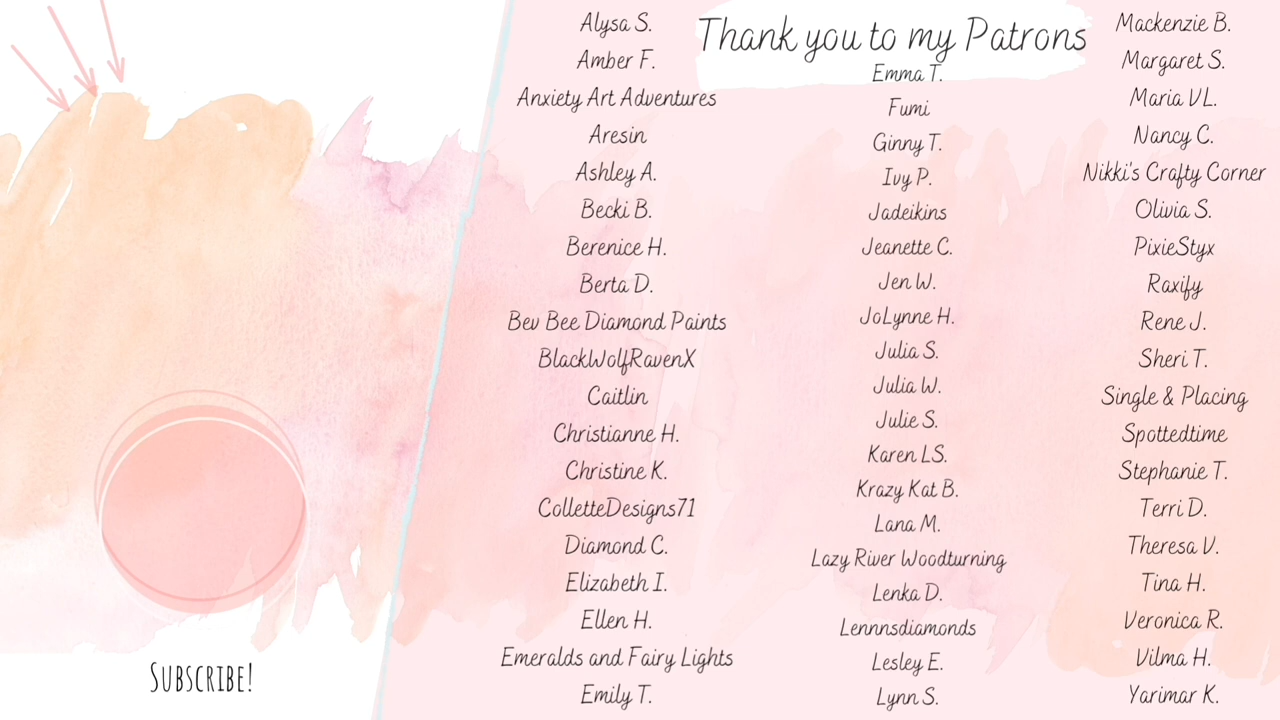 Thank you to my Patrons
Alysa S.
Amber F.
Anxiety Art Adventures
Aresin
Ashley A.
Becki B.
Berenice H.
Berta D.
Bev Bee Diamond Paints
BlackWolfRavenX
Caitlin
Christianne H.
Christine K.
ColletteDesigns71
Diamond C.
Elizabeth I.
Ellen H.
Emeralds and Fairy Lights
Emily T.
Emma T.
Fumi
Ginny T.
Ivy P.
Jadeikins
Jeanette C.
Jen W.
JoLynne H.
Julia S.
Julia W.
Julie S.
Karen LS.
Krazy Kat B.
Lana M.
Lazy River Woodturning
Lenka D.
Lennnsdiamonds
Lesley E.
Lynn S.
Mackenzie B.
Margaret S.
Maria VL.
Nancy C.
Nikki's Crafty Corner
Olivia S.
PixieStyx
Raxify
Rene J.
Sheri T.
Single & Placing
Spottedtime
Stephanie T.
Terri D.
Theresa V.
Tina H.
Veronica R.
Vilma H.
Yarimar K.
Subscribe!